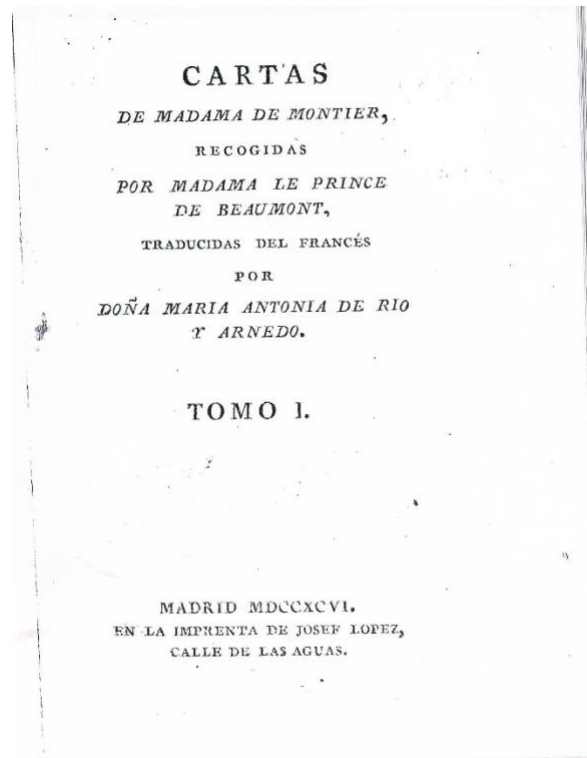 CARTAS
DE MADAMA DE MONTIER,
RECOGIDAS
POR MADAMA LE PRINCE
DE BEAUMONT,
TRADUCIDAS DEL FRANCÉS
POR
DOÑA MARIA ANTONIA DE RIO
Y ARNEDO.
TOMO I.
MADRID MDCCXCVI.
EN LA IMPRENTA DE JOSEF LOPEZ,
CALLE DE LAS AGUAS.